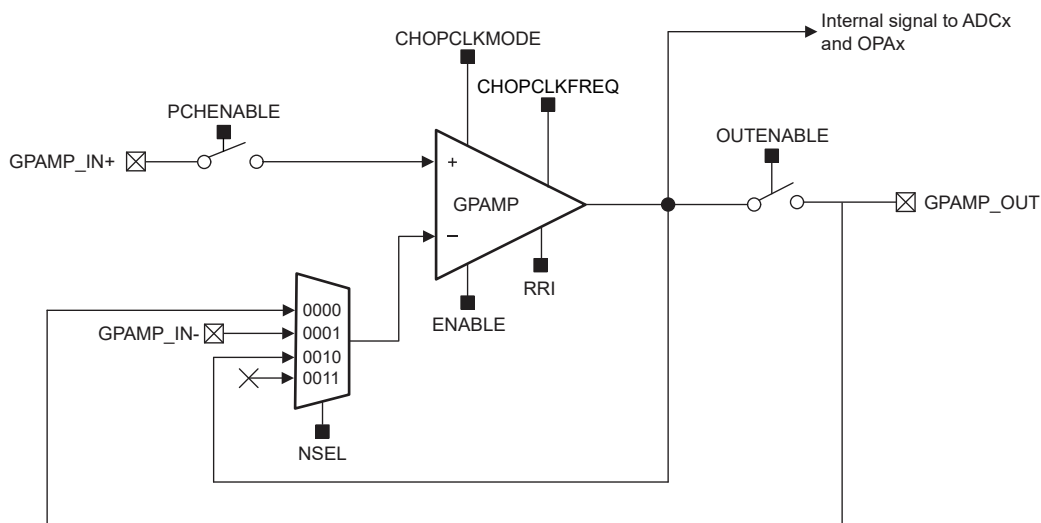 Internal signal to ADCx
and OPAx
CHOPCLKMODE
CHOPCLKFREQ
PCHENABLE
OUTENABLE
GPAMP_IN+
+
GPAMP
GPAMP_OUT
−
RRI
ENABLE
0000
GPAMP_IN-
0001
0010
0011
NSEL